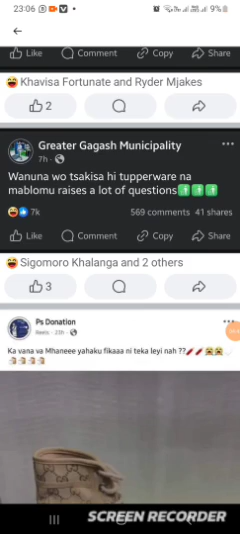 23:06
9%
Like Comment Copy Share
Khavisa Fortunate and Ryder Mjakes
2
Greater Gagash Municipality
7h
Wanuna wo tsakisa hi tupperware na
mablomu raises a lot of questions
7k 569 comments 41 shares
Like Comment Copy Share
Sigomoro Khalanga and 2 others
3
Ps Donation
Reels · 23h
Ka vana va Mhaneee yahaku fikaaa ni teka leyi nah ??
SCREEN RECORDER